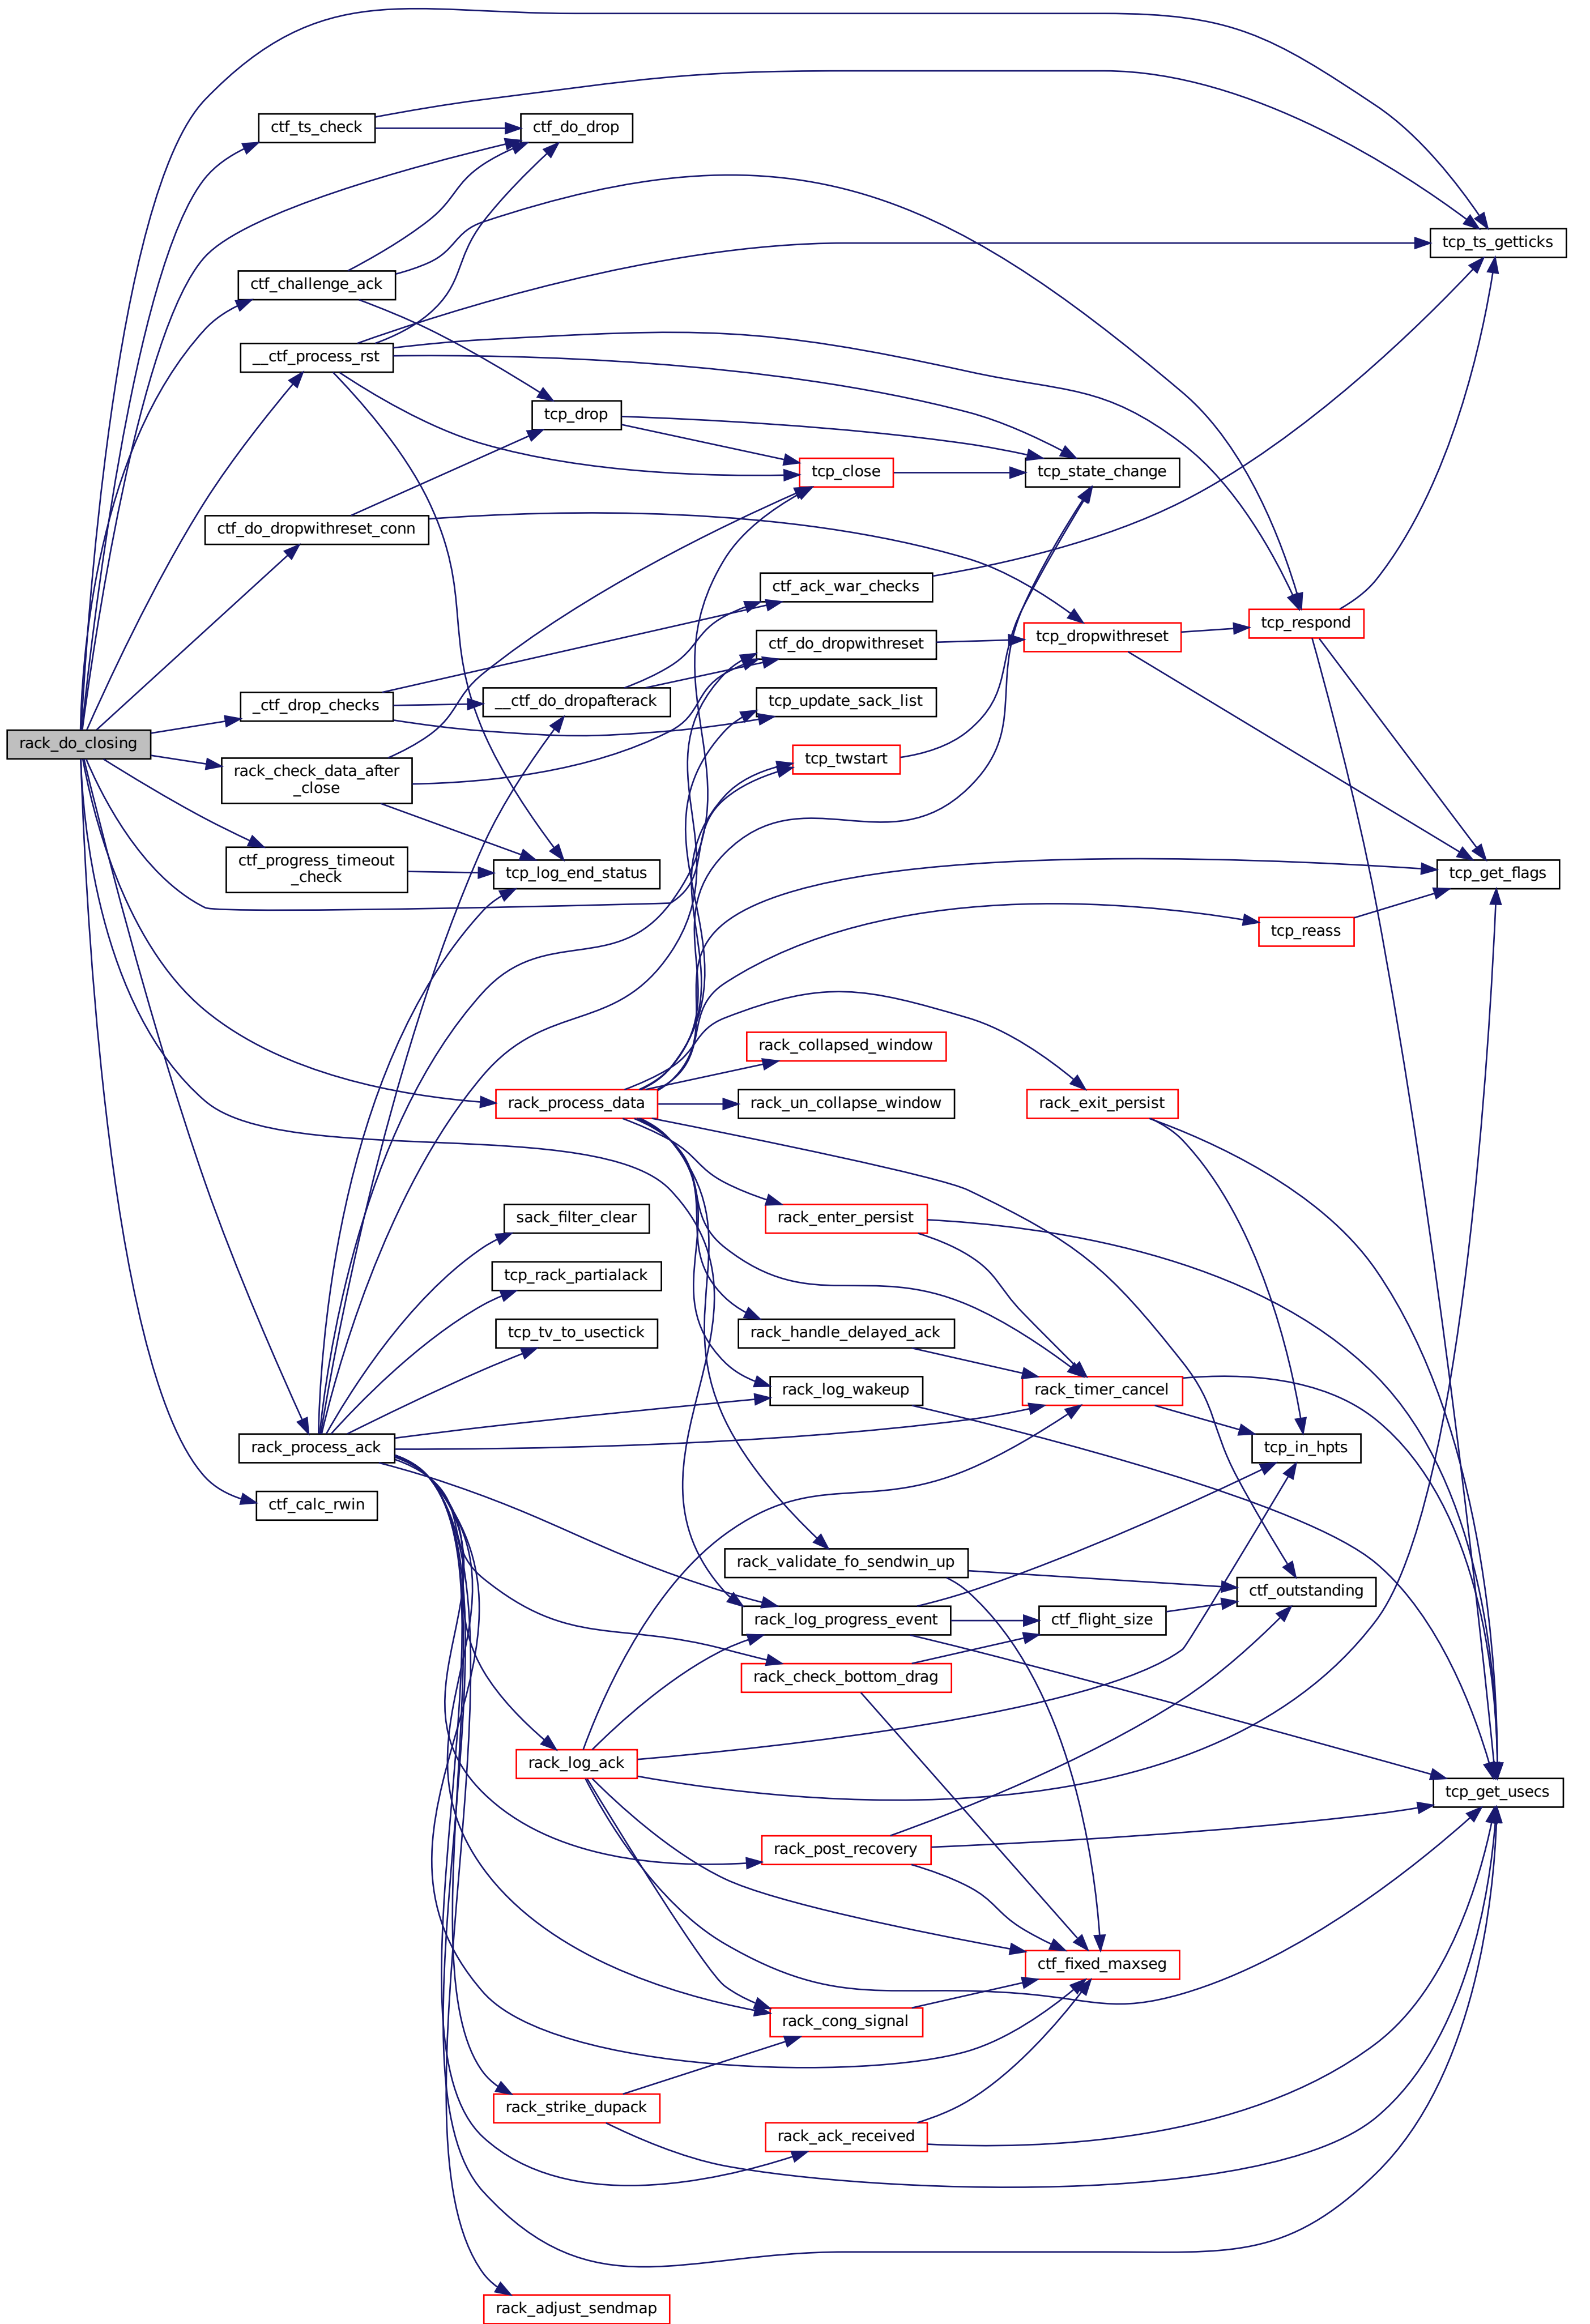 ctf_ts_check
ctf_do_drop
tcp_ts_getticks
ctf_challenge_ack
__ctf_process_rst
tcp_drop
tcp_close
tcp_state_change
ctf_do_dropwithreset_conn
ctf_ack_war_checks
tcp_respond
tcp_dropwithreset
ctf_do_dropwithreset
_ctf_drop_checks
__ctf_do_dropafterack
tcp_update_sack_list
rack_do_closing
tcp_twstart
rack_check_data_after
_close
ctf_progress_timeout
_check
tcp_log_end_status
tcp_get_flags
tcp_reass
rack_collapsed_window
rack_process_data
rack_un_collapse_window
rack_exit_persist
sack_filter_clear
rack_enter_persist
tcp_rack_partialack
tcp_tv_to_usectick
rack_handle_delayed_ack
rack_log_wakeup
rack_timer_cancel
rack_process_ack
tcp_in_hpts
ctf_calc_rwin
rack_validate_fo_sendwin_up
ctf_outstanding
rack_log_progress_event
ctf_flight_size
rack_check_bottom_drag
rack_log_ack
tcp_get_usecs
rack_post_recovery
ctf_fixed_maxseg
rack_cong_signal
rack_strike_dupack
rack_ack_received
rack_adjust_sendmap